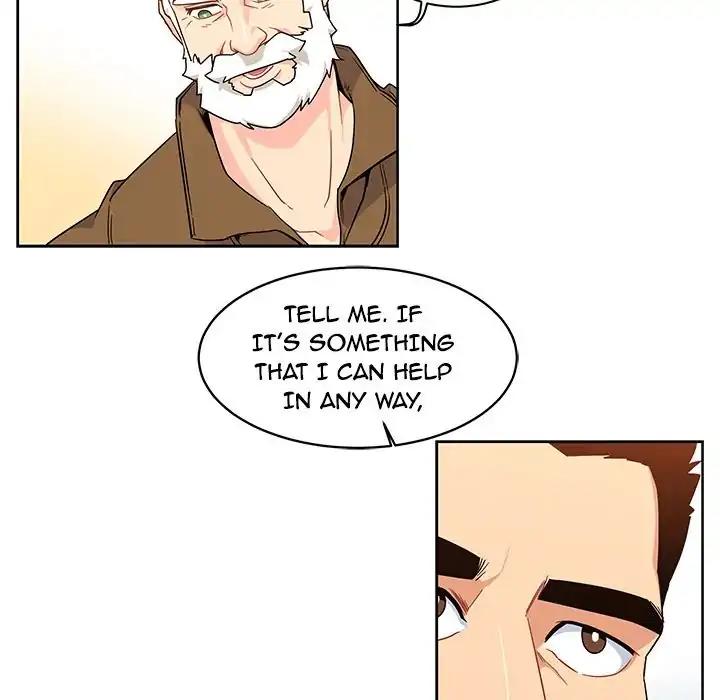 TELL ME. IF
IT'S SOMETHING
THAT I CAN HELP
IN ANY WAY,